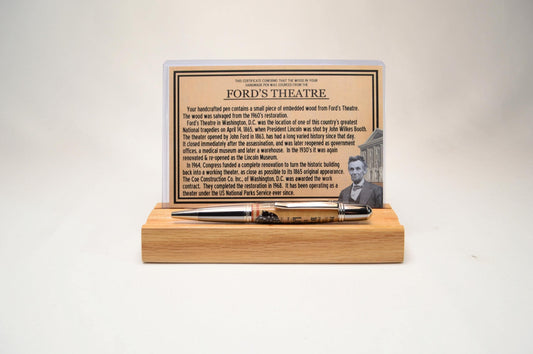 THIS CERTIFICATE CONFIRMS THAT THE WOOD IN YOUR
HANDMADE PEN WAS SOURCED FROM THE
FORD'S THEATRE
Your handcrafted pen contains a small piece of embedded wood from Ford's Theatre.
The wood was salvaged from the 1960's restoration.
Ford's Theatre in Washington, D.C. was the location of one of this country's greatest
National tragedies on April 14, 1865, when President Lincoln was shot by John Wilkes Booth.
The theater opened by John Ford in 1863, has had a long varied history since that day.
It closed immediately after the assassination, and was later reopened as government
offices, a medical museum and later a warehouse. In the 1930's it was again
renovated & re-opened as the Lincoln Museum.
In 1964, Congress funded a complete renovation to turn the historic building
back into a working theater, as close as possible to its 1865 original appearance.
The Coe Construction Co. Inc., of Washington, D.C. was awarded the work
contract. They completed the restoration in 1968. It has been operating as a
theater under the US National Parks Service ever since.